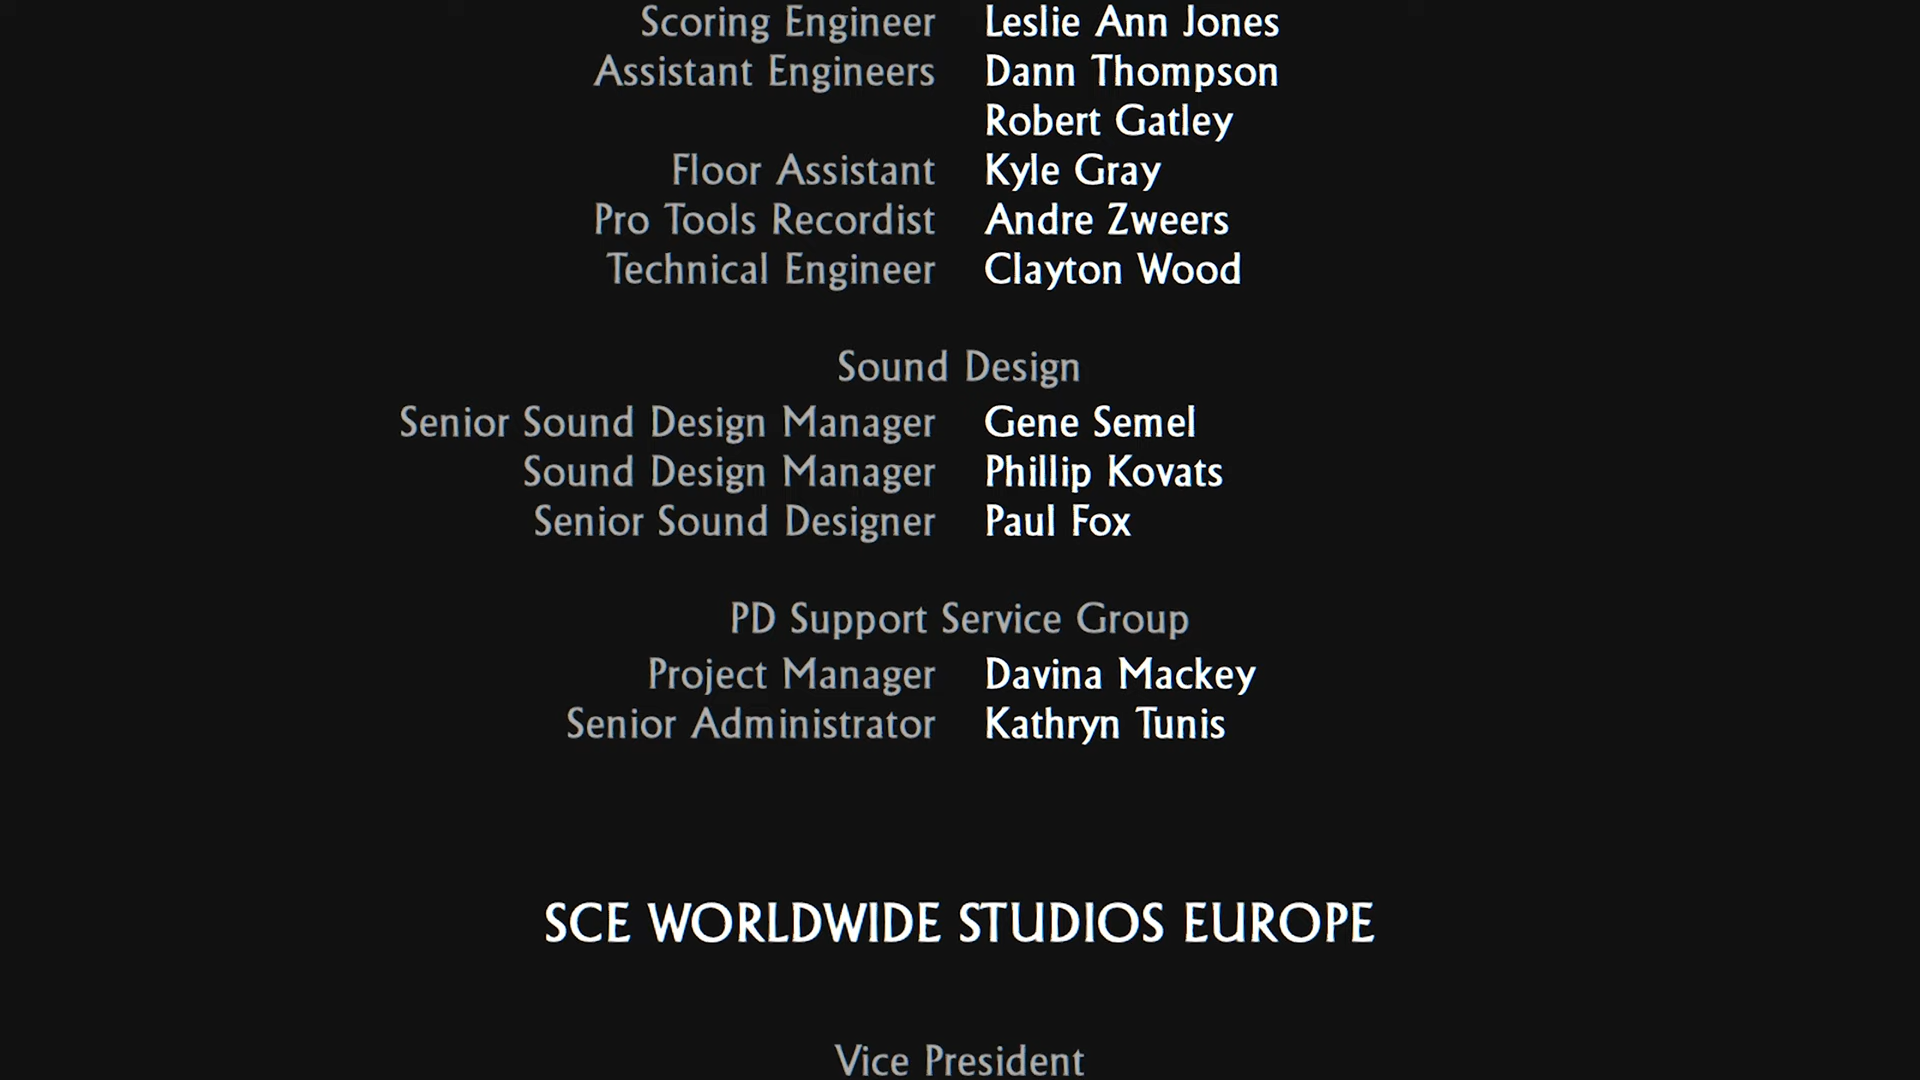 Scoring Engineer Leslie Ann Jones
Assistant Engineers Dann Thompson
Robert Gatley
Floor Assistant Kyle Gray
Pro Tools Recordist Andre Zweers
Technical Engineer Clayton Wood
Sound Design
Senior Sound Design Manager Gene Semel
Sound Design Manager Phillip Kovats
Senior Sound Designer Paul Fox
PD Support Service Group
Project Manager Davina Mackey
Senior Administrator Kathryn Tunis
SCE WORLDWIDE STUDIOS EUROPE
Vice President